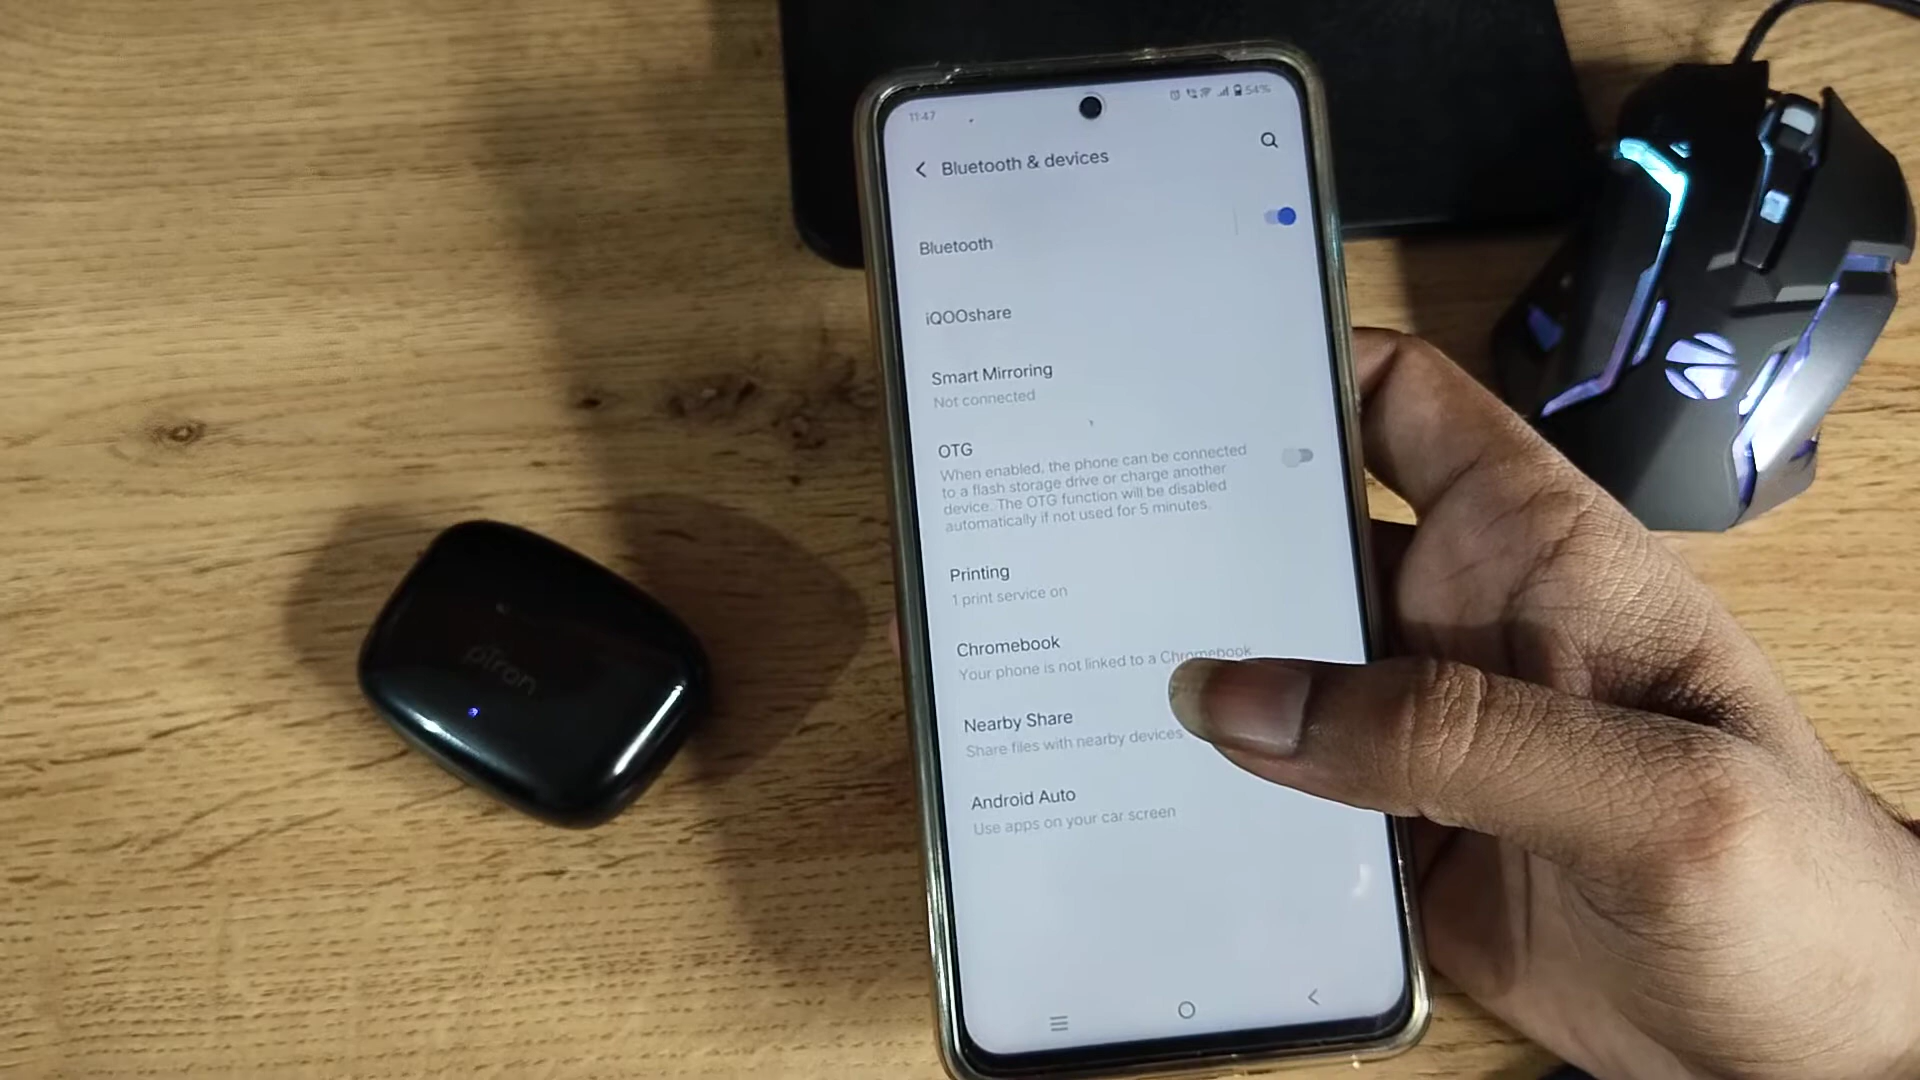 11:47
54%
Bluetooth & devices
Bluetooth
iQOOshare
Smart Mirroring
Not connected
OTG
When enabled, the phone can be connected
to a flash storage drive or charge another
device. The OTG function will be disabled
automatically if not used for 5 minutes.
Printing
1 print service on
Chromebook
Your phone is not linked to a Chromebook
Nearby Share
Share files with nearby devices
Android Auto
Use apps on your car screen
pTron